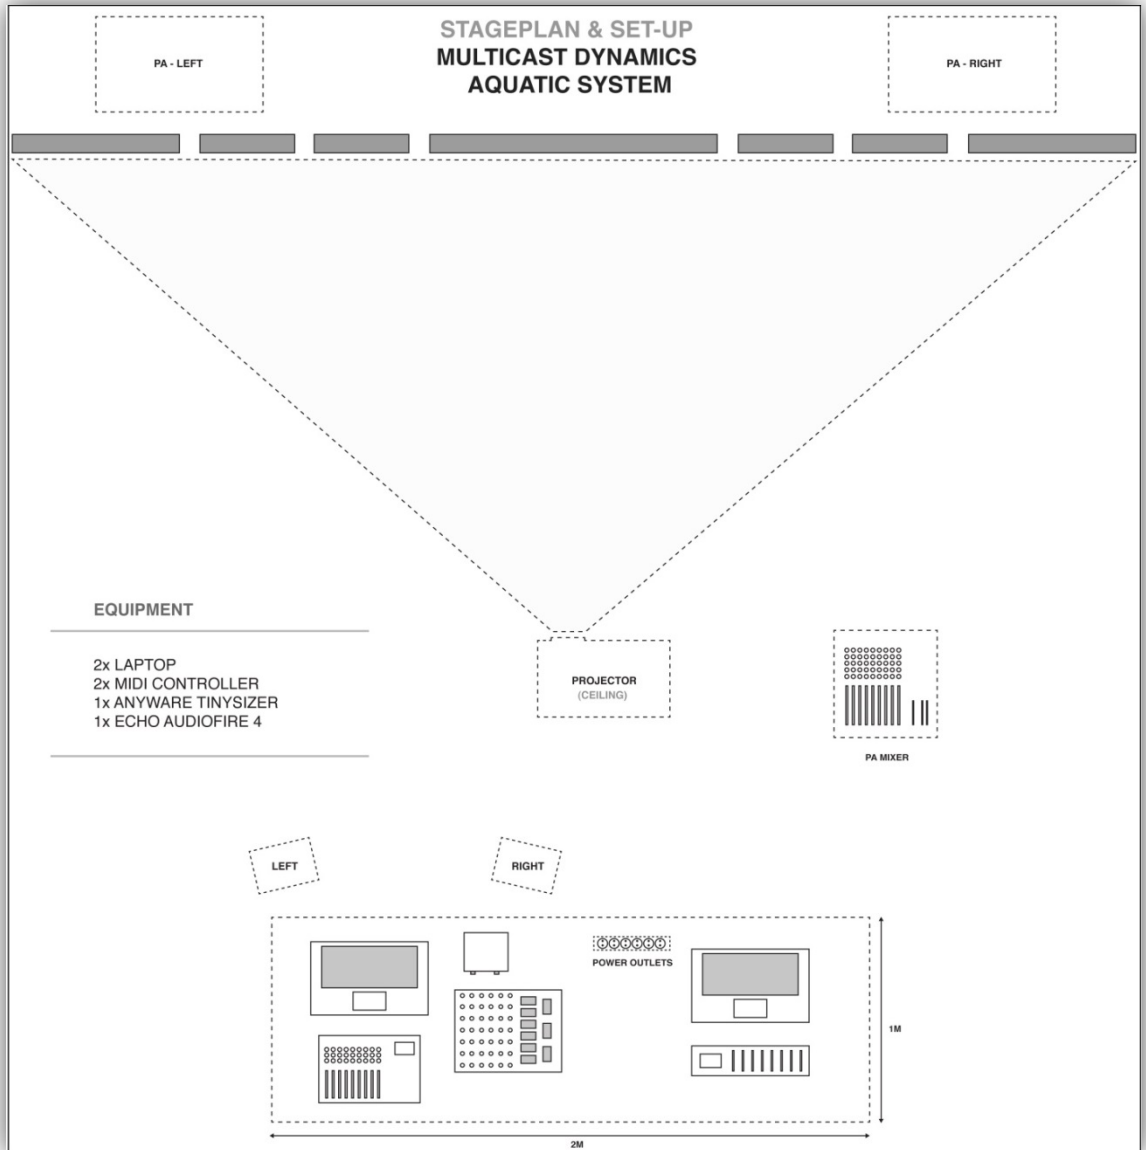 STAGEPLAN & SET-UP
MULTICAST DYNAMICS
AQUATIC SYSTEM
PA - LEFT
PA - RIGHT
EQUIPMENT
2x LAPTOP
2x MIDI CONTROLLER
1x ANYWARE TINYSIZER
1x ECHO AUDIOFIRE 4
PROJECTOR
(CEILING)
PA MIXER
LEFT
RIGHT
POWER OUTLETS
1M
2M